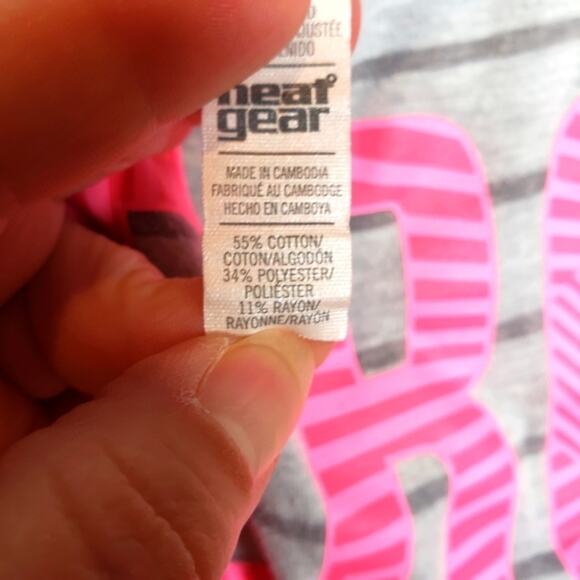 JUSTÉE
heat
gear
MADE IN CAMBODIA
FABRIQUÉ AU CAMBODGE
HECHO EN CAMBOYA
55% COTTON/
COTON/ALGODÓN
34% POLYESTER/
POLIÉSTER
11% RAYON/
RAYONNE/RAYÓN
R